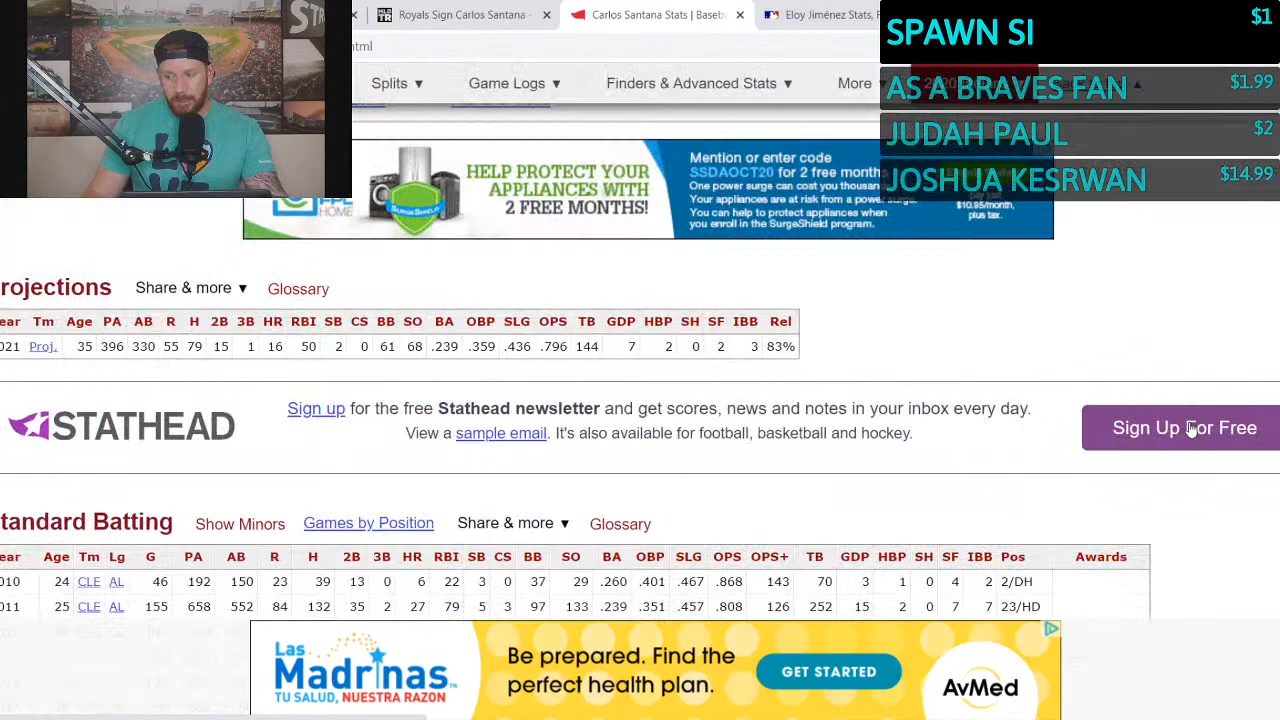 Royals Sign Carlos Santana -
Carlos Santana Stats | Baseb
Eloy Jiménez Stats, F
html
Splits ▼ Game Logs ▼ Finders & Advanced Stats ▼ More
SPAWN SI $1
AS A BRAVES FAN $1.99
JUDAH PAUL $2
JOSHUA KESRWAN $14.99
HELP PROTECT YOUR
APPLIANCES WITH
2 FREE MONTHS!
SURGESHIELD
HOME
Mention or enter code
SSDAOCT20 for 2 free months
One power surge can cost you thousan
Your appliances are at risk from a power surge.
You can help to protect appliances when
you enroll in the SurgeShield program.
$10.95/month,
plus tax.
rojections Share & more ▼ Glossary
ear Tm Age PA AB R H 2B 3B HR RBI SB CS BB SO BA OBP SLG OPS TB GDP HBP SH SF IBB Rel
021 Proj. 35 396 330 55 79 15 1 16 50 2 0 61 68 .239 .359 .436 .796 144 7 2 0 2 3 83%
STATHEAD
Sign up for the free Stathead newsletter and get scores, news and notes in your inbox every day.
View a sample email. It's also available for football, basketball and hockey.
Sign Up For Free
tandard Batting Show Minors Games by Position Share & more ▼ Glossary
ear Age Tm Lg G PA AB R H 2B 3B HR RBI SB CS BB SO BA OBP SLG OPS OPS+ TB GDP HBP SH SF IBB Pos Awards
010 24 CLE AL 46 192 150 23 39 13 0 6 22 3 0 37 29 .260 .401 .467 .868 143 70 3 1 0 4 2 2/DH
011 25 CLE AL 155 658 552 84 132 35 2 27 79 5 3 97 133 .239 .351 .457 .808 126 252 15 2 0 7 7 23/HD
Las
Madrinas
TU SALUD, NUESTRA RAZON
Be prepared. Find the
perfect health plan.
GET STARTED
AvMed